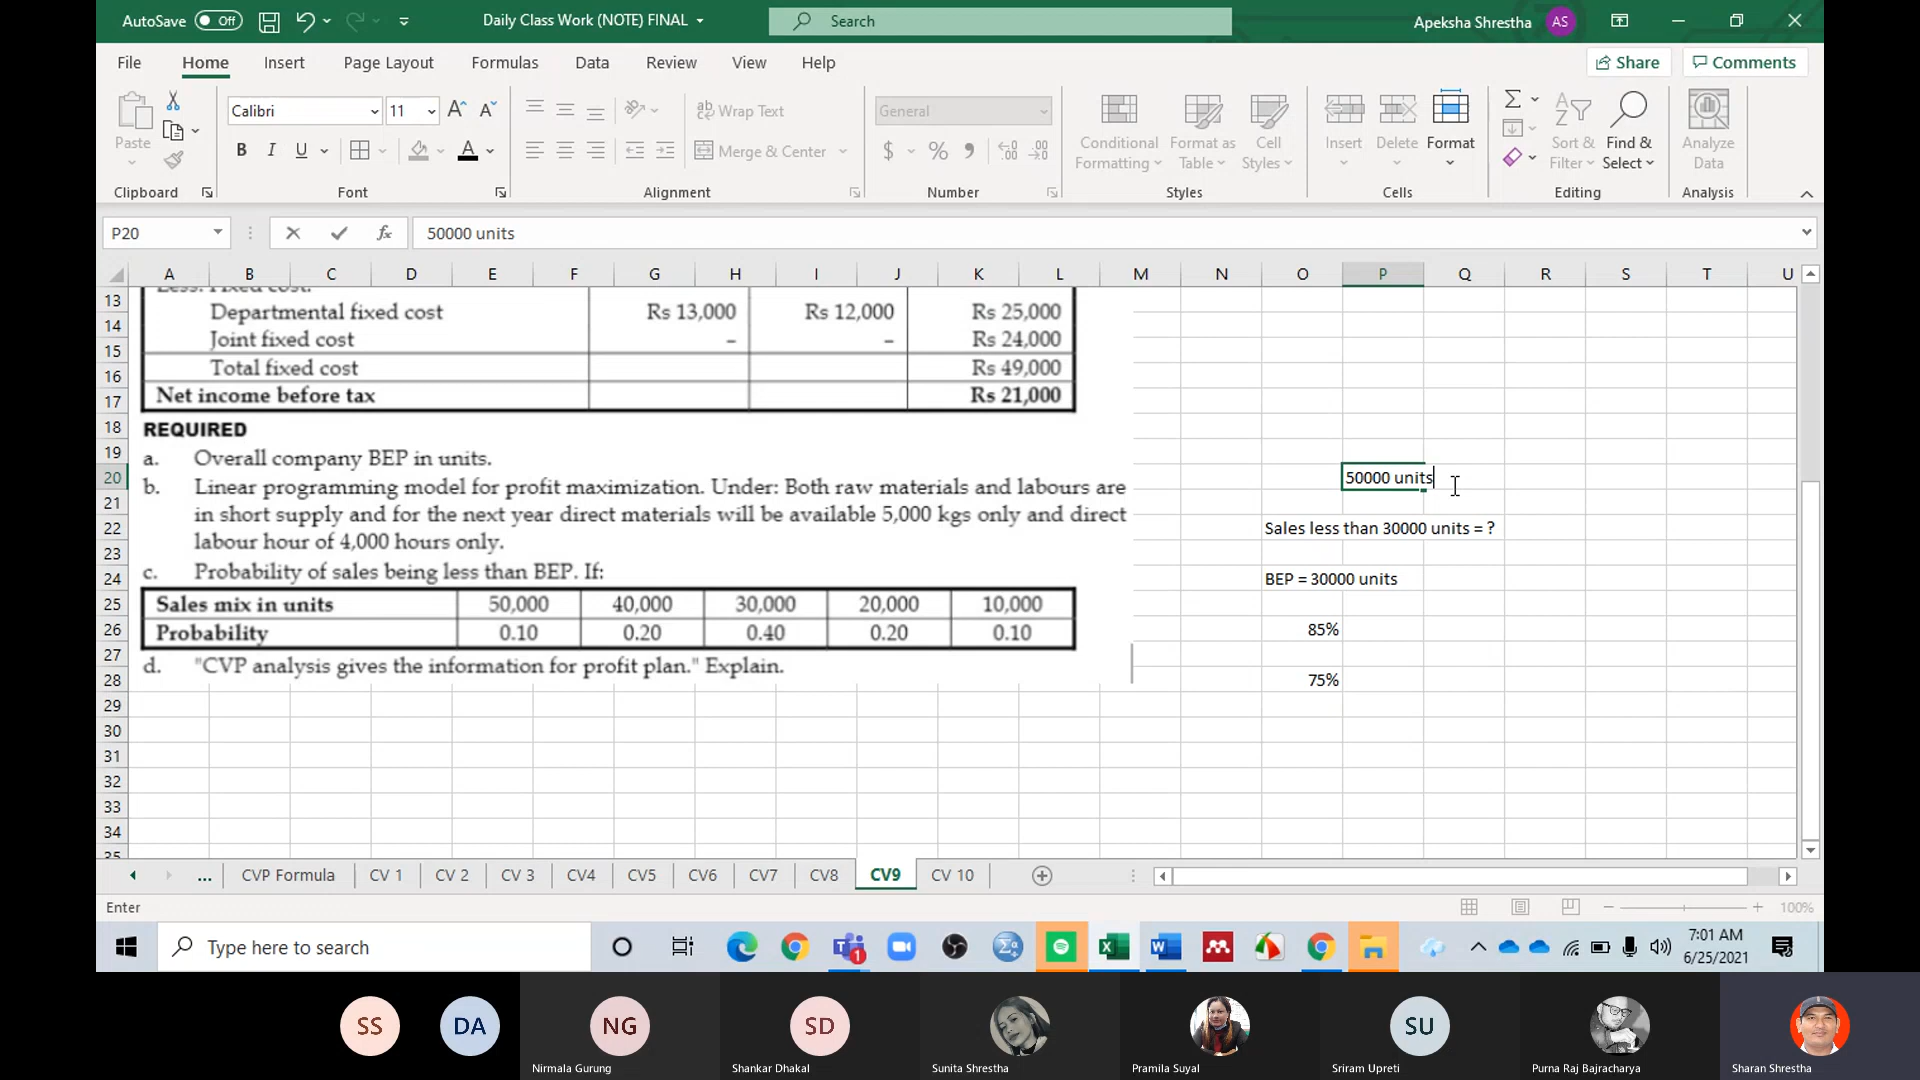 AutoSave Off Daily Class Work (NOTE) FINAL Search Apeksha Shrestha AS
File Home Insert Page Layout Formulas Data Review View Help Share Comments
Calibri 11 A A Wrap Text General
Paste B I U A Merge & Center $ % Conditional Formatting Format as Table Cell Styles Insert Delete Format Sort & Filter Find & Select Analyze Data
Clipboard Font Alignment Number Styles Cells Editing Analysis
P20 fx 50000 units
A B C D E F G H I J K L M N O P Q R S T U
13
14 Departmental fixed cost Rs 13,000 Rs 12,000 Rs 25,000
15 Joint fixed cost – – Rs 24,000
16 Total fixed cost Rs 49,000
17 Net income before tax Rs 21,000
18 REQUIRED
19 a. Overall company BEP in units.
20 b. Linear programming model for profit maximization. Under: Both raw materials and labours are 50000 units
21 in short supply and for the next year direct materials will be available 5,000 kgs only and direct
22 labour hour of 4,000 hours only. Sales less than 30000 units = ?
23 c. Probability of sales being less than BEP. If:
24 BEP = 30000 units
25 Sales mix in units 50,000 40,000 30,000 20,000 10,000
26 Probability 0.10 0.20 0.40 0.20 0.10 85%
27 d. "CVP analysis gives the information for profit plan." Explain.
28 75%
29
30
31
32
33
34
35
... CVP Formula CV 1 CV 2 CV 3 CV4 CV5 CV6 CV7 CV8 CV9 CV 10
Enter 100%
Type here to search 1 7:01 AM
6/25/2021
SS DA NG SD SU
Nirmala Gurung Shankar Dhakal Sunita Shrestha Pramila Suyal Sriram Upreti Purna Raj Bajracharya Sharan Shrestha